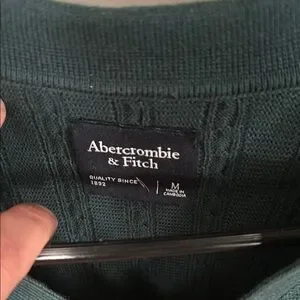 Abercrombie
& Fitch
QUALITY SINCE
1892
M
MADE IN
CAMBODIA